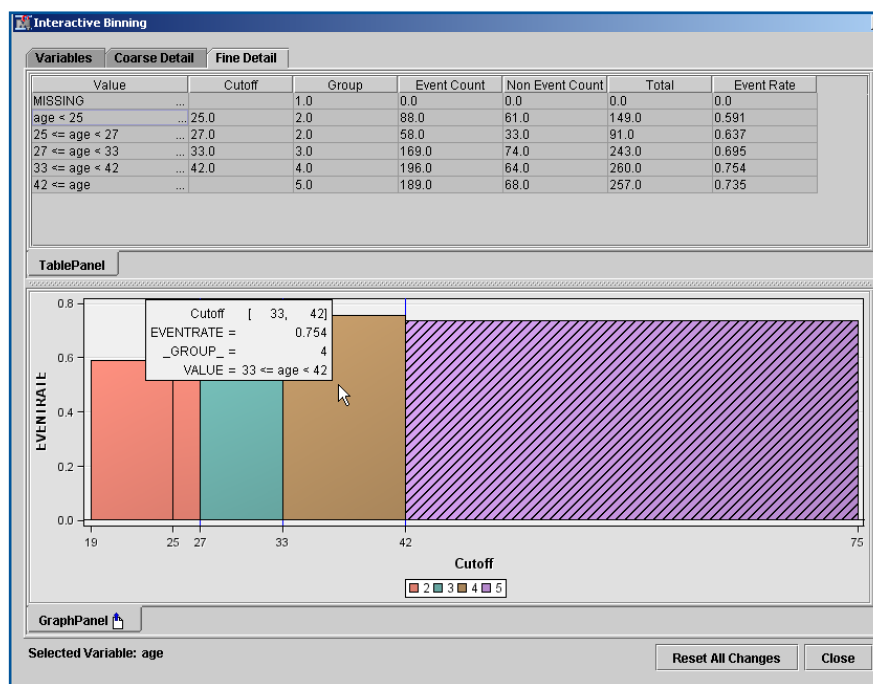 Interactive Binning
Variables Coarse Detail Fine Detail
Value Cutoff Group Event Count Non Event Count Total Event Rate
MISSING ... 1.0 0.0 0.0 0.0 0.0
age < 25 ... 25.0 2.0 88.0 61.0 149.0 0.591
25 <= age < 27 ... 27.0 2.0 58.0 33.0 91.0 0.637
27 <= age < 33 ... 33.0 3.0 169.0 74.0 243.0 0.695
33 <= age < 42 ... 42.0 4.0 196.0 64.0 260.0 0.754
42 <= age ... 5.0 189.0 68.0 257.0 0.735
TablePanel
0.8
0.6
0.4
0.2
0.0
EVENTRATE
Cutoff [ 33, 42]
EVENTRATE = 0.754
_GROUP_ = 4
VALUE = 33 <= age < 42
19 25 27 33 42 75
Cutoff
2 3 4 5
GraphPanel
Selected Variable: age
Reset All Changes Close